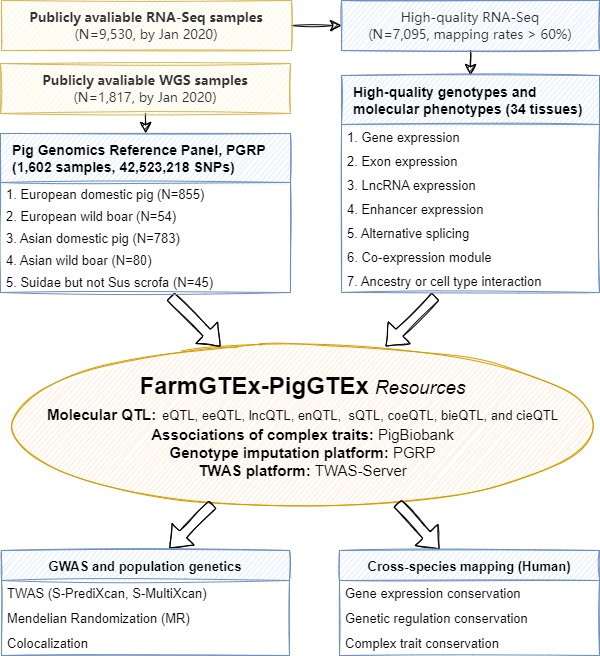 Publicly avaliable RNA-Seq samples
(N=9,530, by Jan 2020)
High-quality RNA-Seq
(N=7,095, mapping rates > 60%)
Publicly avaliable WGS samples
(N=1,817, by Jan 2020)
Pig Genomics Reference Panel, PGRP
(1,602 samples, 42,523,218 SNPs)
1. European domestic pig (N=855)
2. European wild boar (N=54)
3. Asian domestic pig (N=783)
4. Asian wild boar (N=80)
5. Suidae but not Sus scrofa (N=45)
High-quality genotypes and
molecular phenotypes (34 tissues)
1. Gene expression
2. Exon expression
3. LncRNA expression
4. Enhancer expression
5. Alternative splicing
6. Co-expression module
7. Ancestry or cell type interaction
FarmGTEx-PigGTEx Resources
Molecular QTL: eQTL, eeQTL, lncQTL, enQTL, sQTL, coeQTL, bieQTL, and cieQTL
Associations of complex traits: PigBiobank
Genotype imputation platform: PGRP
TWAS platform: TWAS-Server
GWAS and population genetics
TWAS (S-PrediXcan, S-MultiXcan)
Mendelian Randomization (MR)
Colocalization
Cross-species mapping (Human)
Gene expression conservation
Genetic regulation conservation
Complex trait conservation